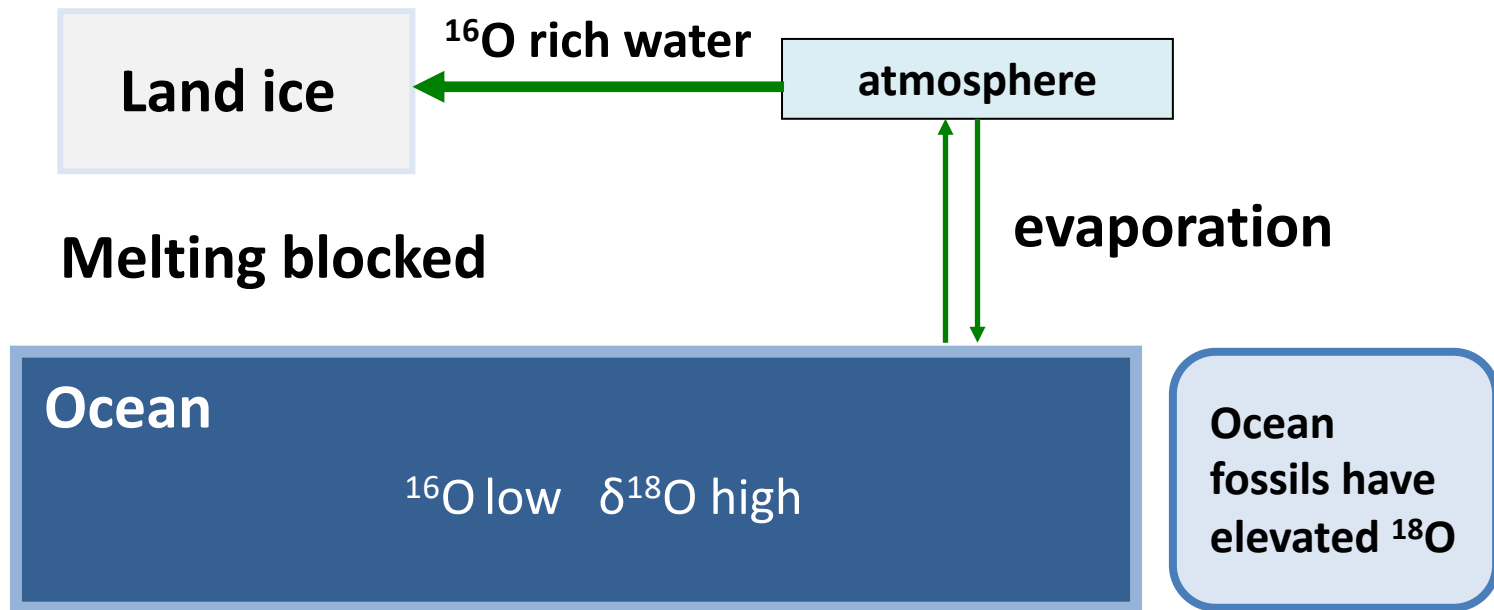 ¹⁶O rich water
Land ice
atmosphere
evaporation
Melting blocked
Ocean
¹⁶O low δ¹⁸O high
Ocean
fossils have
elevated ¹⁸O